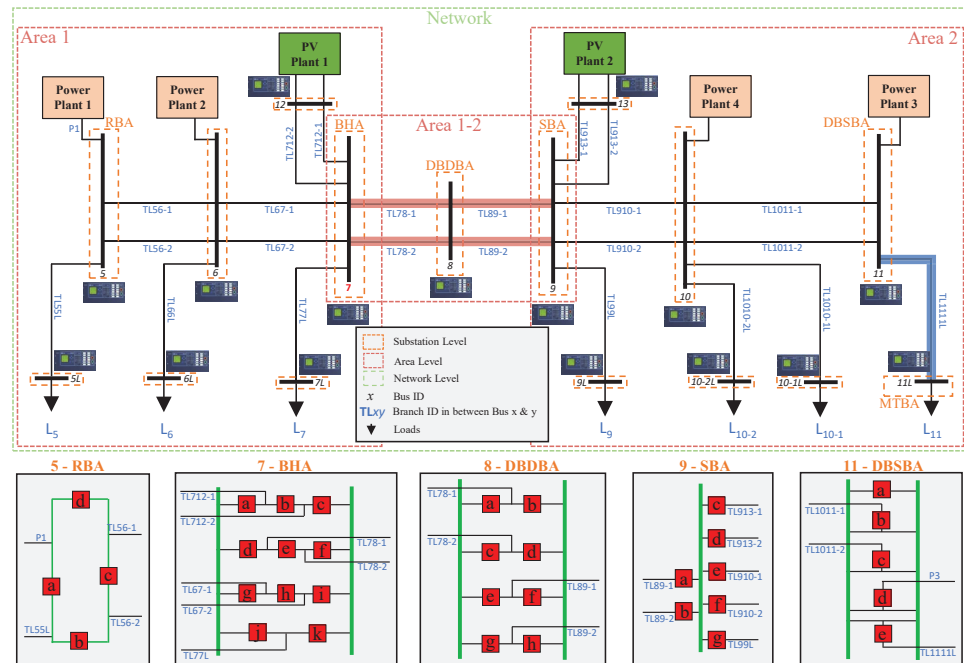 Network
Area 1
Area 2
PV
Plant 1
PV
Plant 2
Power
Plant 1
Power
Plant 2
Power
Plant 4
Power
Plant 3
12
13
P1
RBA
TL712-2
TL712-1
BHA
Area 1-2
SBA
TL913-1
TL913-2
DBSBA
DBDBA
TL56-1
TL67-1
TL78-1
TL89-1
TL910-1
TL1011-1
TL56-2
TL67-2
TL78-2
TL89-2
TL910-2
TL1011-2
5
6
7
8
9
10
11
TL55L
TL66L
TL77L
TL99L
TL1010-2L
TL1010-1L
TL1111L
Substation Level
Area Level
Network Level
x Bus ID
TLxy Branch ID in between Bus x & y
Loads
5L
6L
7L
9L
10-2L
10-1L
11L
MTBA
L5
L6
L7
L9
L10-2
L10-1
L11
5 - RBA
7 - BHA
8 - DBDBA
9 - SBA
11 - DBSBA
d
TL56-1
P1
a
c
TL55L
TL56-2
b
TL712-1
a
b
c
TL712-2
d
e
f
TL78-1
TL78-2
TL67-1
g
h
i
TL67-2
j
k
TL77L
TL78-1
a
b
TL78-2
c
d
TL89-1
e
f
TL89-2
g
h
c
TL913-1
d
TL913-2
e
TL910-1
TL89-1
a
TL89-2
b
f
TL910-2
g
TL99L
a
TL1011-1
b
TL1011-2
c
P3
d
e
TL1111L